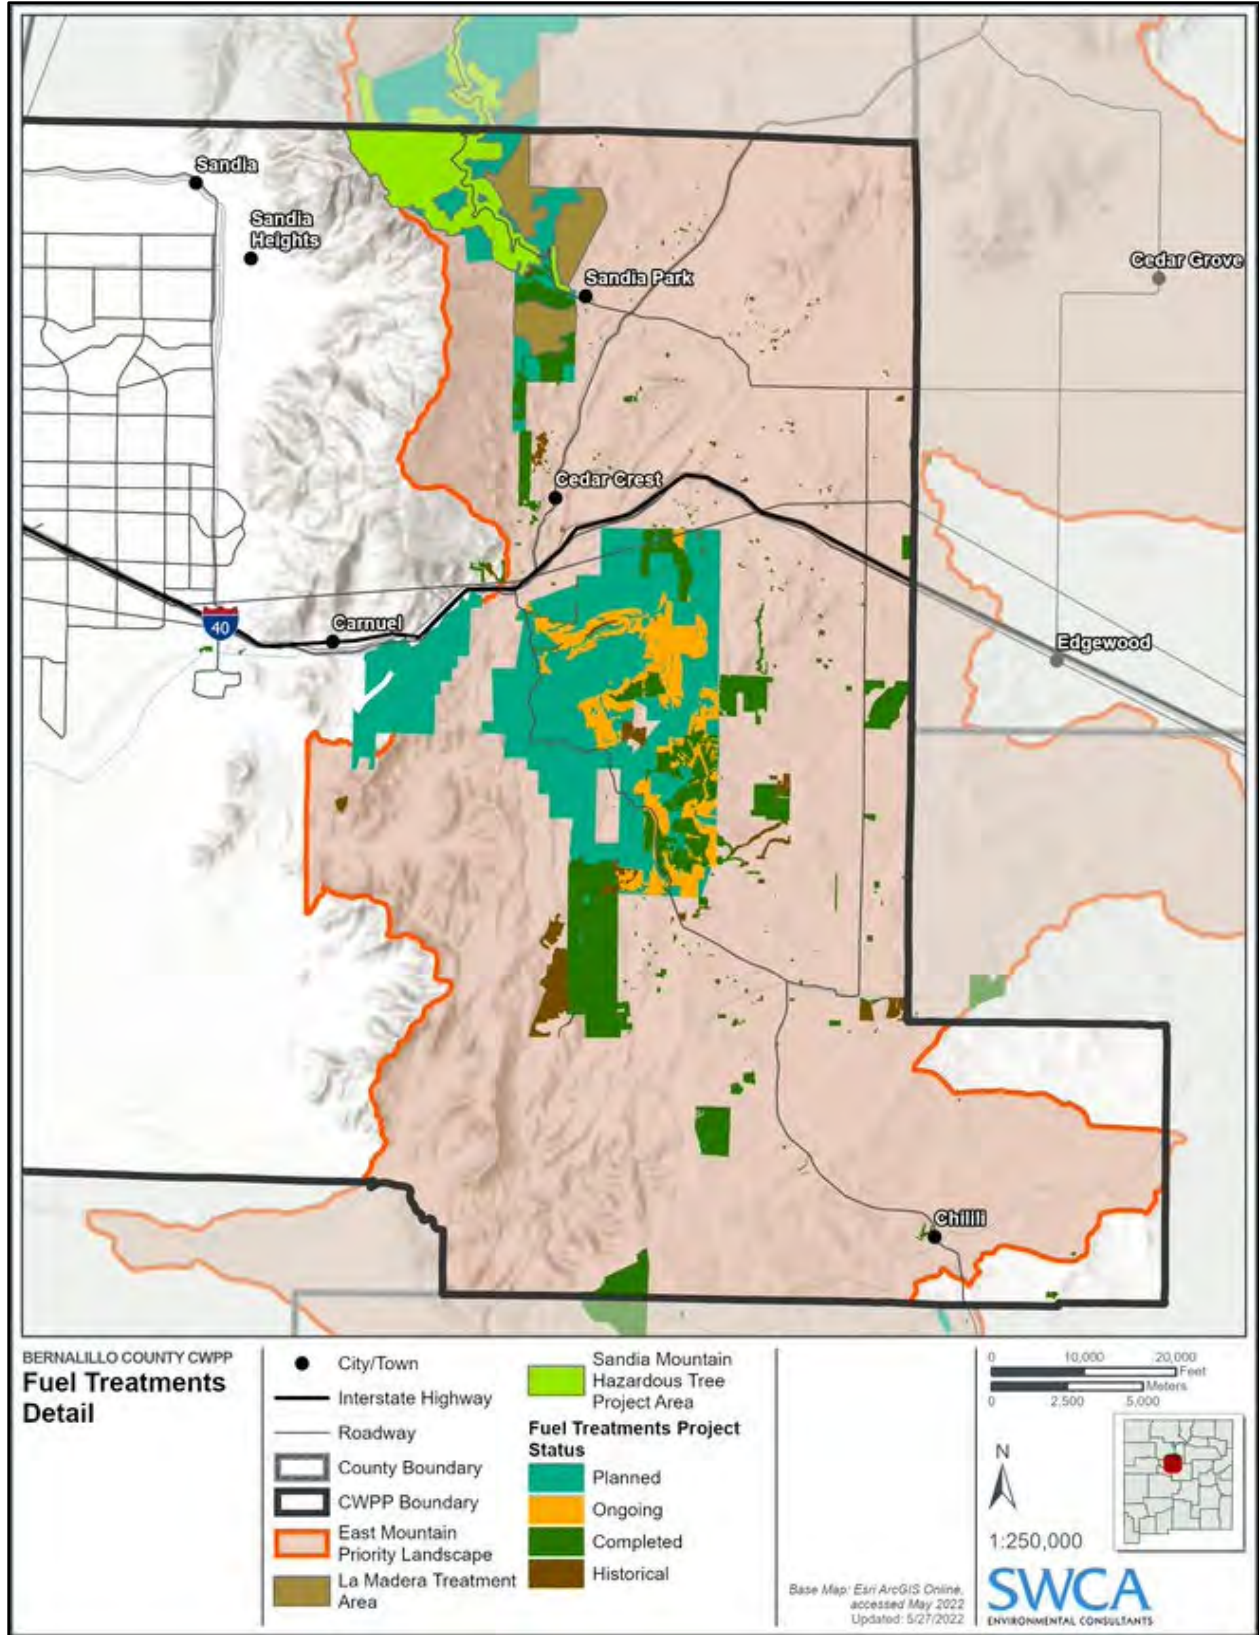 Sandia
Sandia
Heights
Cedar Grove
Sandia Park
Cedar Crest
40
Carnuel
Edgewood
Chilili
BERNALILLO COUNTY CWPP
Fuel Treatments
Detail
City/Town
Interstate Highway
Roadway
County Boundary
CWPP Boundary
East Mountain
Priority Landscape
La Madera Treatment
Area
Sandia Mountain
Hazardous Tree
Project Area
Fuel Treatments Project
Status
Planned
Ongoing
Completed
Historical
Base Map: Esri ArcGIS Online,
accessed May 2022
Updated: 5/27/2022
0 10,000 20,000
Feet
Meters
0 2,500 5,000
N
1:250,000
SWCA
ENVIRONMENTAL CONSULTANTS